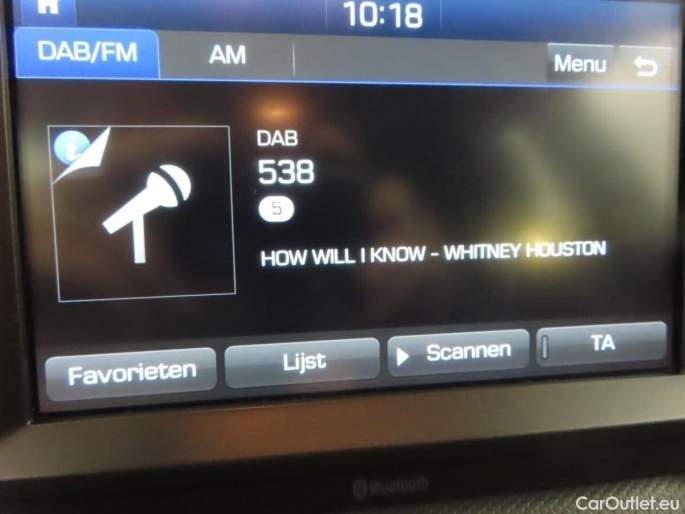 10:18
DAB/FM
AM
Menu
i
DAB
538
5
HOW WILL I KNOW - WHITNEY HOUSTON
Favorieten
Lijst
Scannen
TA
Bluetooth
CarOutlet.eu